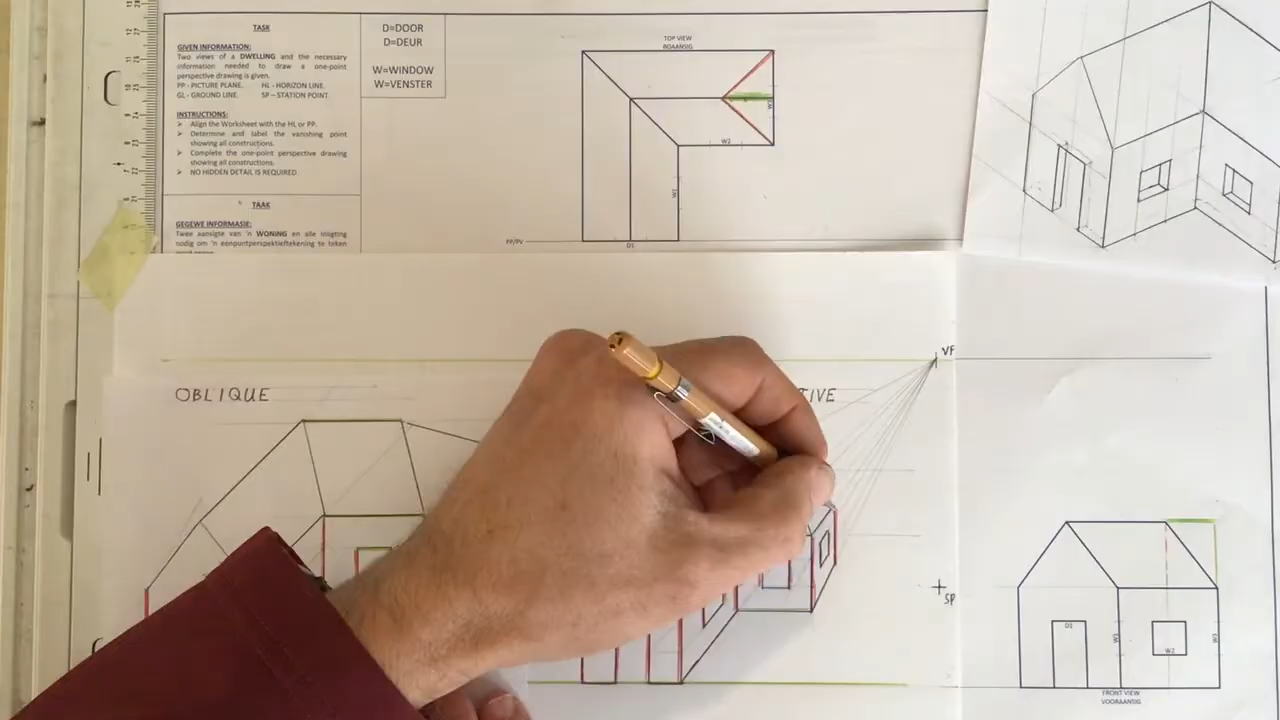 TASK
GIVEN INFORMATION:
Two views of a DWELLING and the necessary
information needed to draw a one-point
perspective drawing is given.
PP - PICTURE PLANE. HL - HORIZON LINE.
GL - GROUND LINE. SP – STATION POINT.
INSTRUCTIONS:
Align the Worksheet with the HL or PP.
Determine and label the vanishing point
showing all constructions.
Complete the one-point perspective drawing
showing all constructions.
NO HIDDEN DETAIL IS REQUIRED.
TAAK
GEGEWE INFORMASIE:
Twee aansigte van 'n WONING en alle inligting
nodig om 'n eenpuntperspektieftekening te teken
D=DOOR
D=DEUR
W=WINDOW
W=VENSTER
TOP VIEW
BOAANSIG
W3
W2
W1
PP/PV
D1
VP
OBLIQUE
TIVE
SP
D1
W1
W2
W3
FRONT VIEW
VOORAANSIG